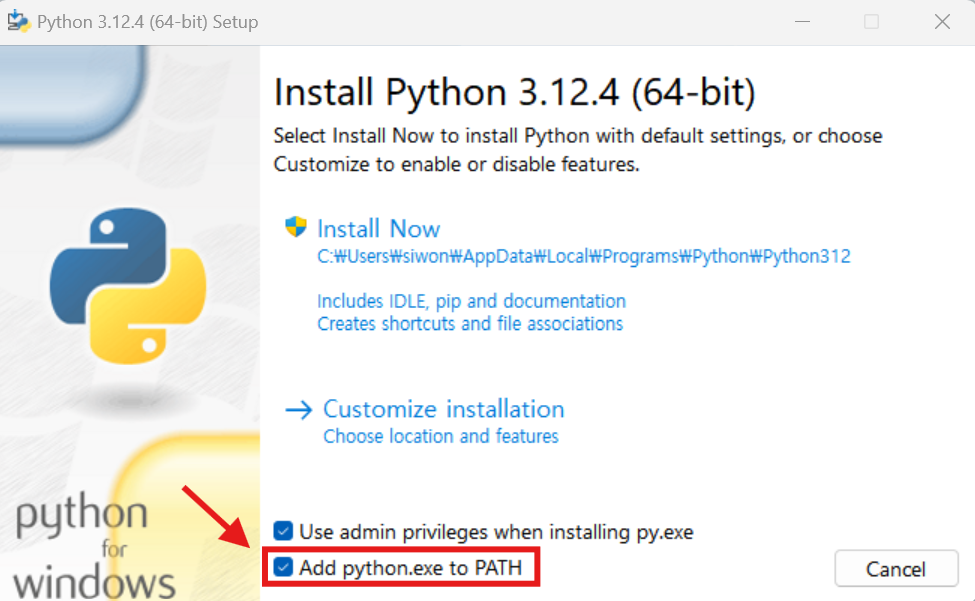 Python 3.12.4 (64-bit) Setup
Install Python 3.12.4 (64-bit)
Select Install Now to install Python with default settings, or choose
Customize to enable or disable features.
Install Now
C:₩Users₩siwon₩AppData₩Local₩Programs₩Python₩Python312
Includes IDLE, pip and documentation
Creates shortcuts and file associations
Customize installation
Choose location and features
python
for
windows
Use admin privileges when installing py.exe
Add python.exe to PATH
Cancel